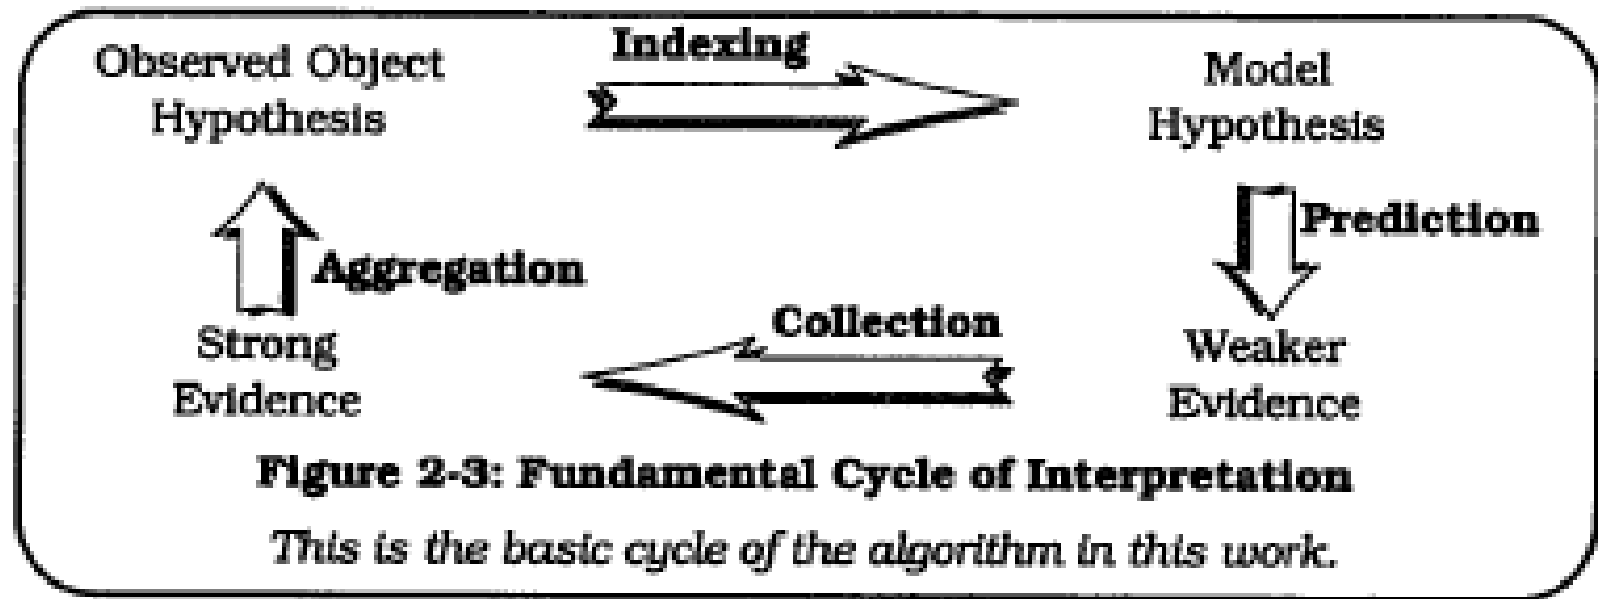 Observed Object
Hypothesis
Indexing
Model
Hypothesis
Prediction
Aggregation
Collection
Strong
Evidence
Weaker
Evidence
Figure 2-3: Fundamental Cycle of Interpretation
This is the basic cycle of the algorithm in this work.